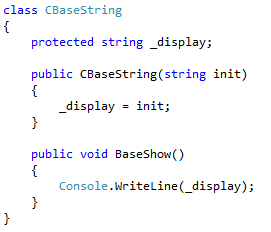 class CBaseString
{
    protected string _display;

    public CBaseString(string init)
    {
        _display = init;
    }

    public void BaseShow()
    {
        Console.WriteLine(_display);
    }
}